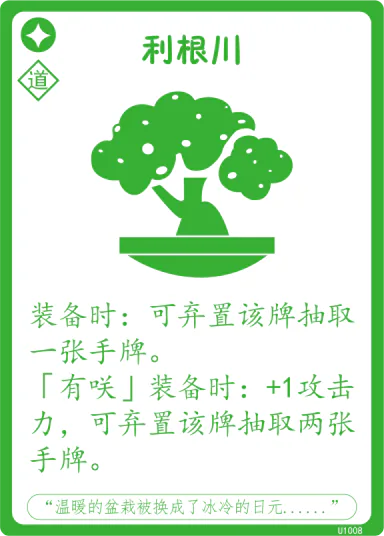 利根川
道
装备时：可弃置该牌抽取
一张手牌。
「有咲」装备时：+1攻击
力，可弃置该牌抽取两张
手牌。
“温暖的盆栽被换成了冰冷的日元......”
U1008